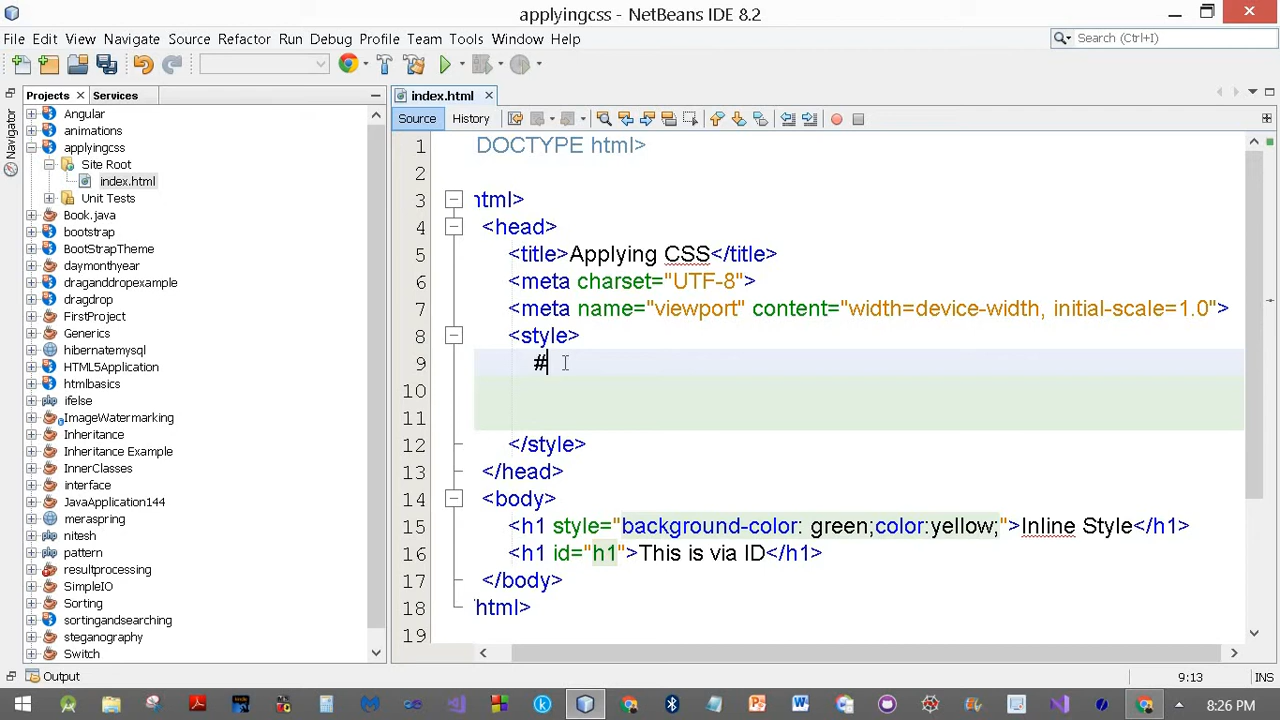 applyingcss - NetBeans IDE 8.2
File Edit View Navigate Source Refactor Run Debug Profile Team Tools Window Help
Search (Ctrl+I)
Projects
Services
Navigator
Angular
animations
applyingcss
Site Root
index.html
Unit Tests
Book.java
bootstrap
BootStrapTheme
daymonthyear
draganddropexample
dragdrop
FirstProject
Generics
hibernatemysql
HTML5Application
htmlbasics
ifelse
ImageWatermarking
Inheritance
Inheritance Example
InnerClasses
interface
JavaApplication144
meraspring
nitesh
pattern
resultprocessing
SimpleIO
Sorting
sortingandsearching
steganography
Switch
index.html
Source History
1 DOCTYPE html>
2
3 html>
4 <head>
5 <title>Applying CSS</title>
6 <meta charset="UTF-8">
7 <meta name="viewport" content="width=device-width, initial-scale=1.0">
8 <style>
9 #
10
11
12 </style>
13 </head>
14 <body>
15 <h1 style="background-color: green;color:yellow;">Inline Style</h1>
16 <h1 id="h1">This is via ID</h1>
17 </body>
18 /html>
19
Output
9:13 INS
8:26 PM